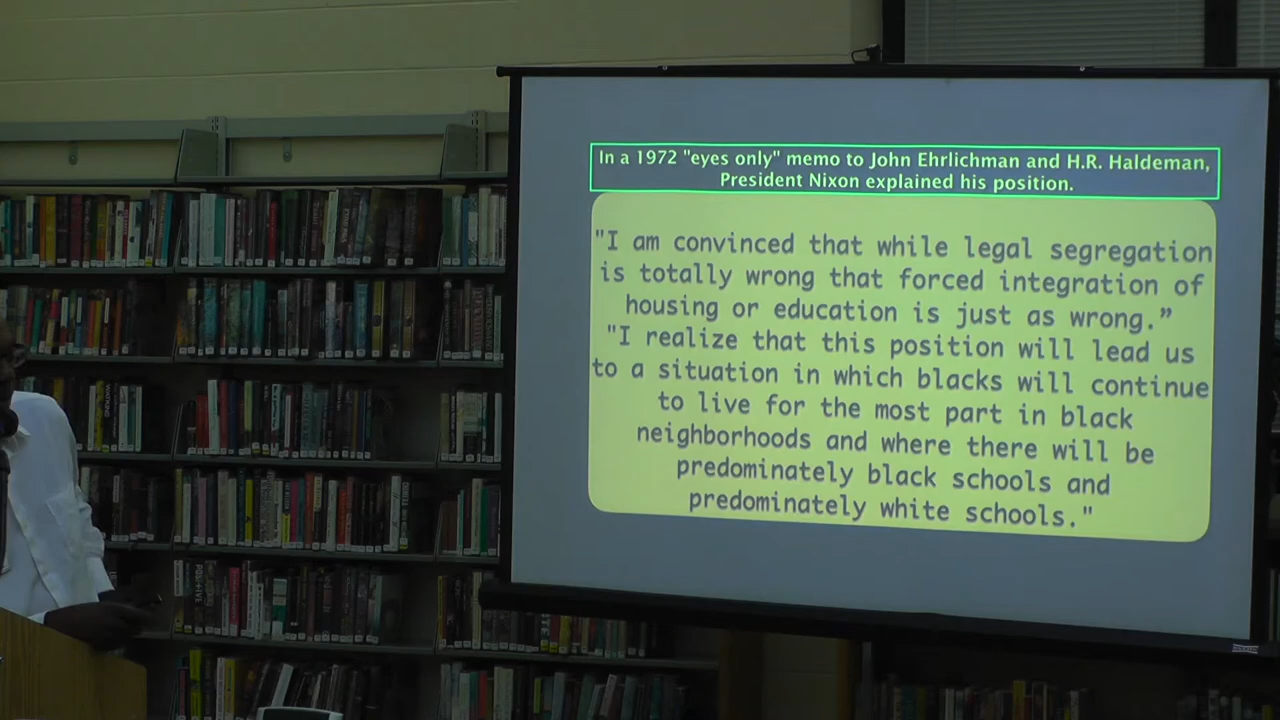 In a 1972 "eyes only" memo to John Ehrlichman and H.R. Haldeman,
President Nixon explained his position.
"I am convinced that while legal segregation
is totally wrong that forced integration of
housing or education is just as wrong.”
"I realize that this position will lead us
to a situation in which blacks will continue
to live for the most part in black
neighborhoods and where there will be
predominately black schools and
predominately white schools."